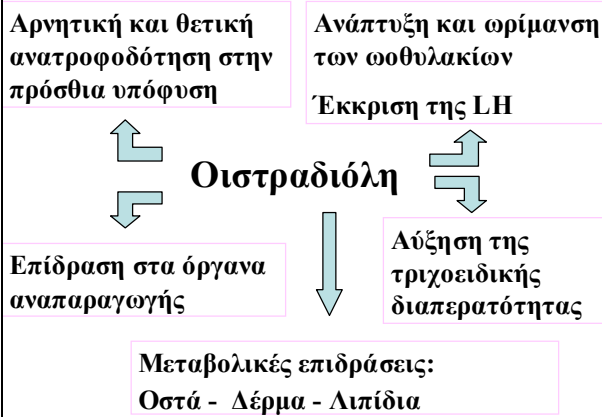 Αρνητική και θετική
ανατροφοδότηση στην
πρόσθια υπόφυση
Ανάπτυξη και ωρίμανση
των ωοθυλακίων
Έκκριση της LH
Οιστραδιόλη
Επίδραση στα όργανα
αναπαραγωγής
Αύξηση της
τριχοειδικής
διαπερατότητας
Μεταβολικές επιδράσεις:
Οστά - Δέρμα - Λιπίδια